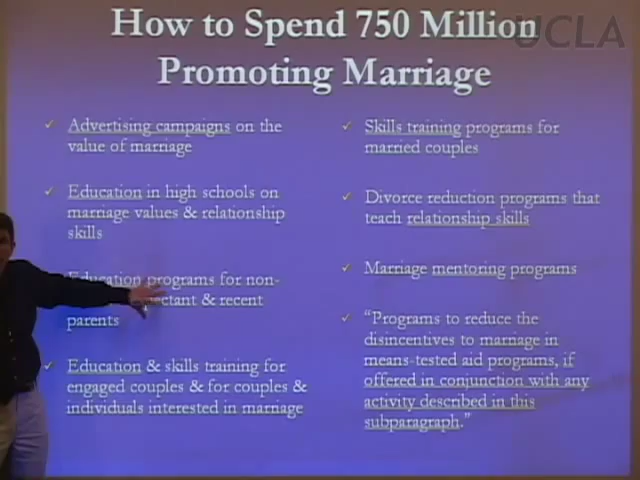 How to Spend 750 Million
UCLA
Promoting Marriage
Advertising campaigns on the
value of marriage
Education in high schools on
marriage values & relationship
skills
Education programs for non-
& recent
parents
Education & skills training for
engaged couples & for couples &
individuals interested in marriage
Skills training programs for
married couples
Divorce reduction programs that
teach relationship skills
Marriage mentoring programs
“Programs to reduce the
disincentives to marriage in
means-tested aid programs, if
offered in conjunction with any
activity described in this
subparagraph.”